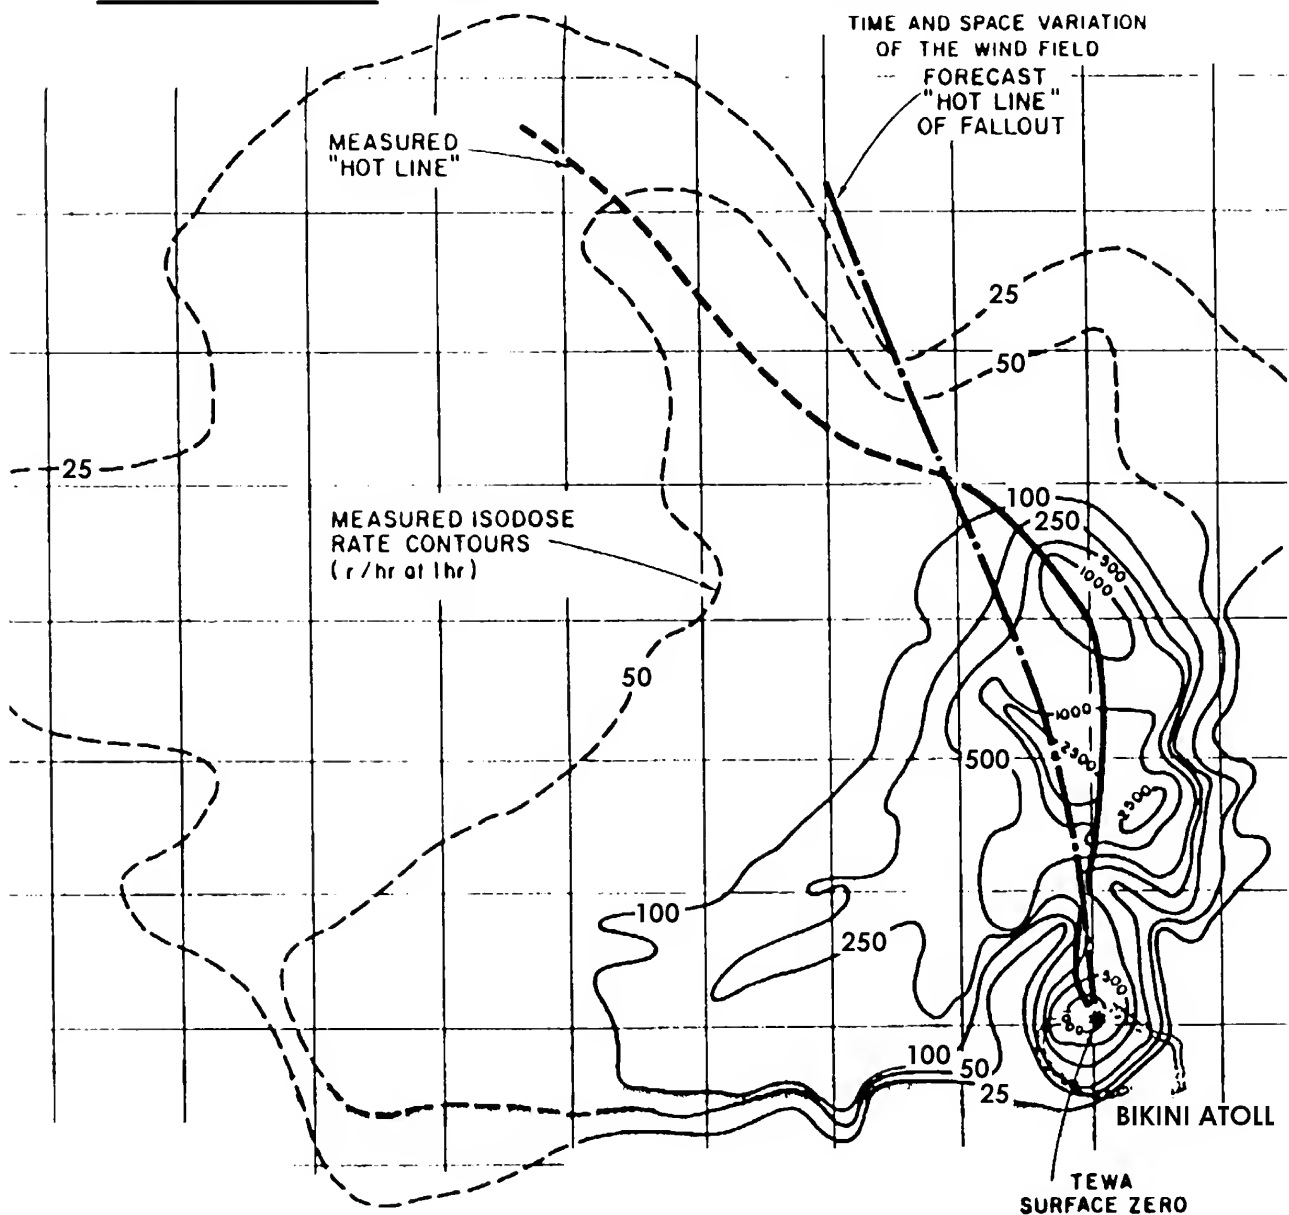 TIME AND SPACE VARIATION
OF THE WIND FIELD
FORECAST
"HOT LINE"
OF FALLOUT
MEASURED
"HOT LINE"
25
50
25
MEASURED ISODOSE
RATE CONTOURS
(r/hr at 1hr)
100
250
500
1000
50
1000
2500
500
2500
100
250
500
100
50
25
BIKINI ATOLL
TEWA
SURFACE ZERO